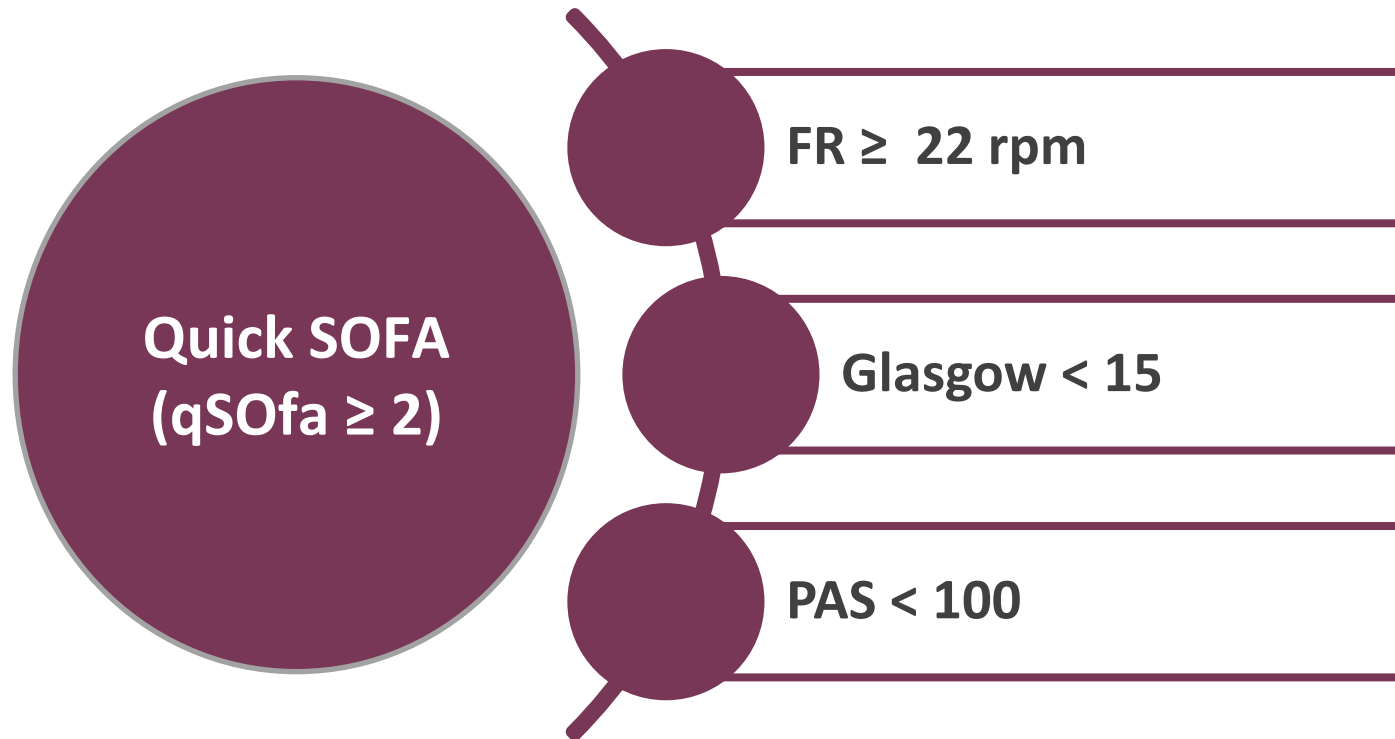 Quick SOFA
(qSOfa ≥ 2)
FR ≥ 22 rpm
Glasgow < 15
PAS < 100